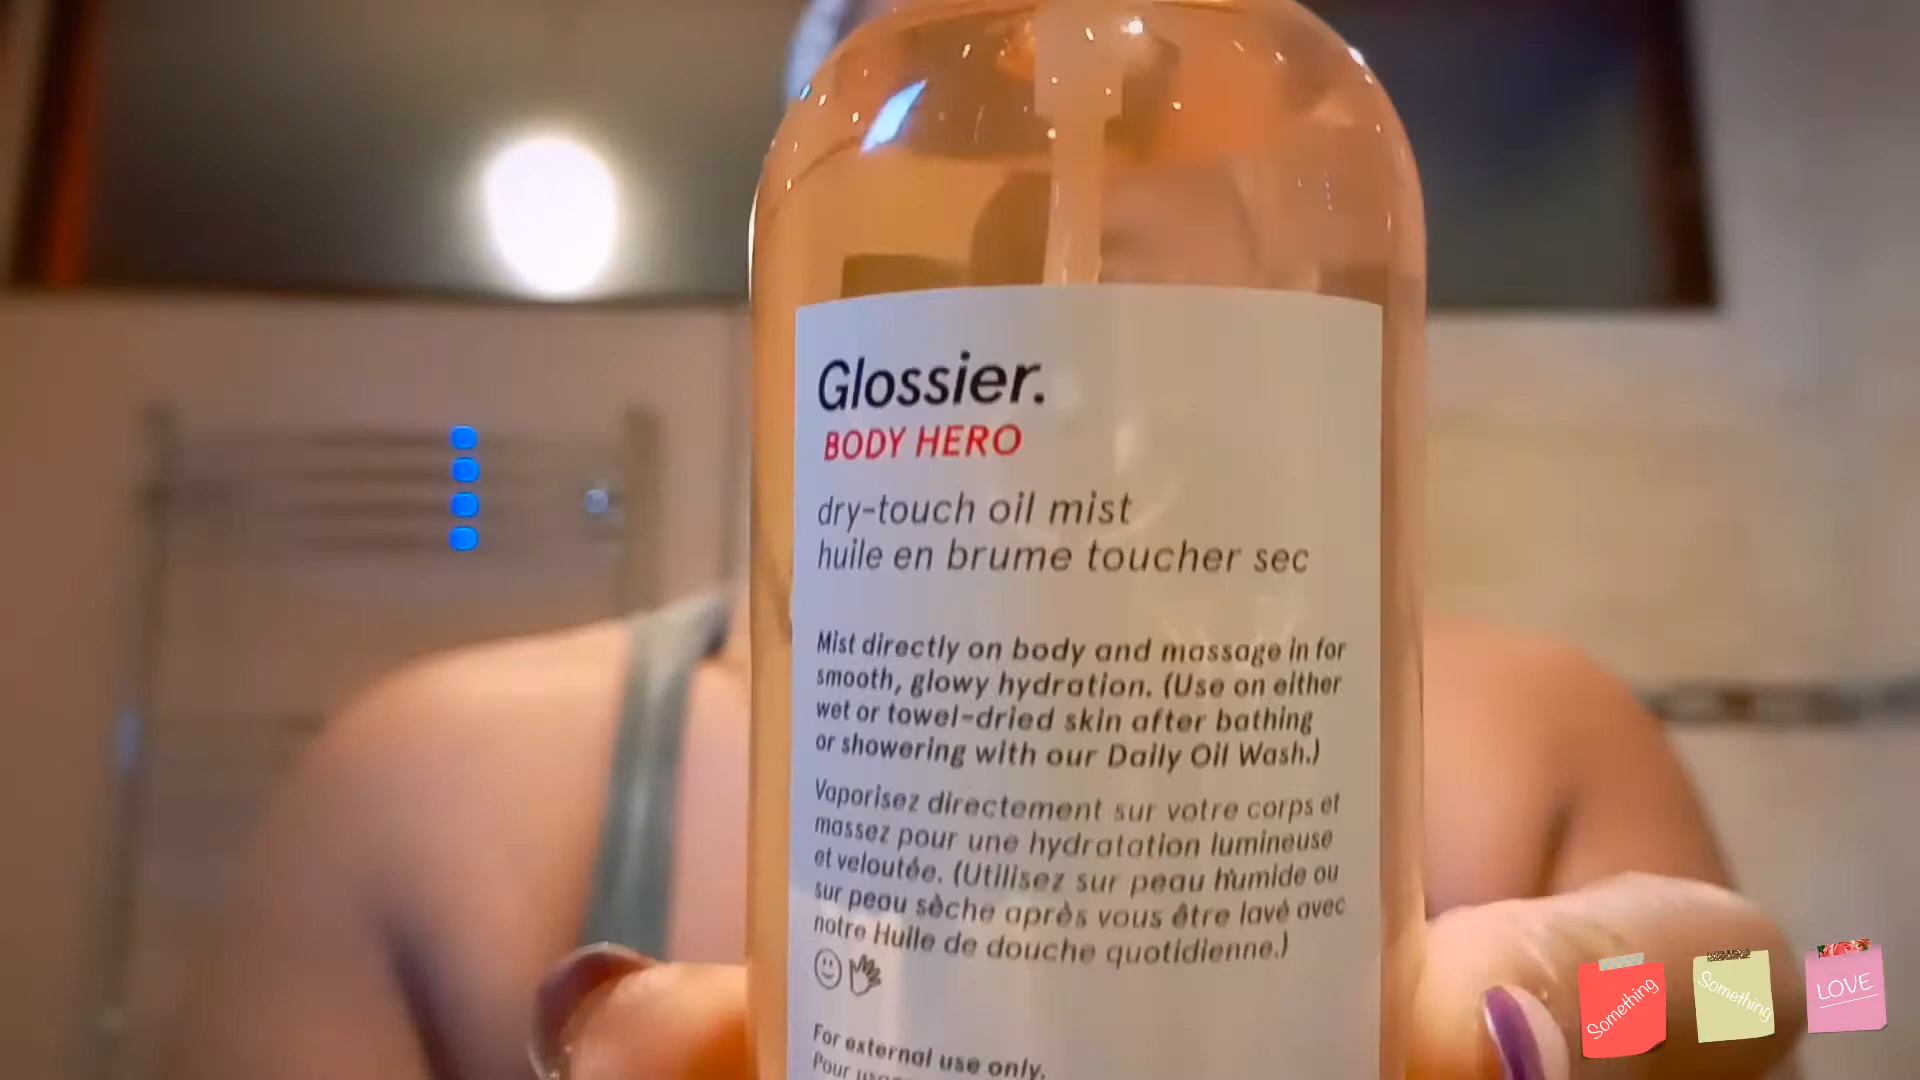 Glossier.
BODY HERO
dry-touch oil mist
huile en brume toucher sec
Mist directly on body and massage in for
smooth, glowy hydration. (Use on either
wet or towel-dried skin after bathing
or showering with our Daily Oil Wash.)
Vaporisez directement sur votre corps et
massez pour une hydratation lumineuse
et veloutée. (Utilisez sur peau humide ou
sur peau sèche après vous être lavé avec
notre Huile de douche quotidienne.)
For external use only.
Pour
Something
Something
LOVE